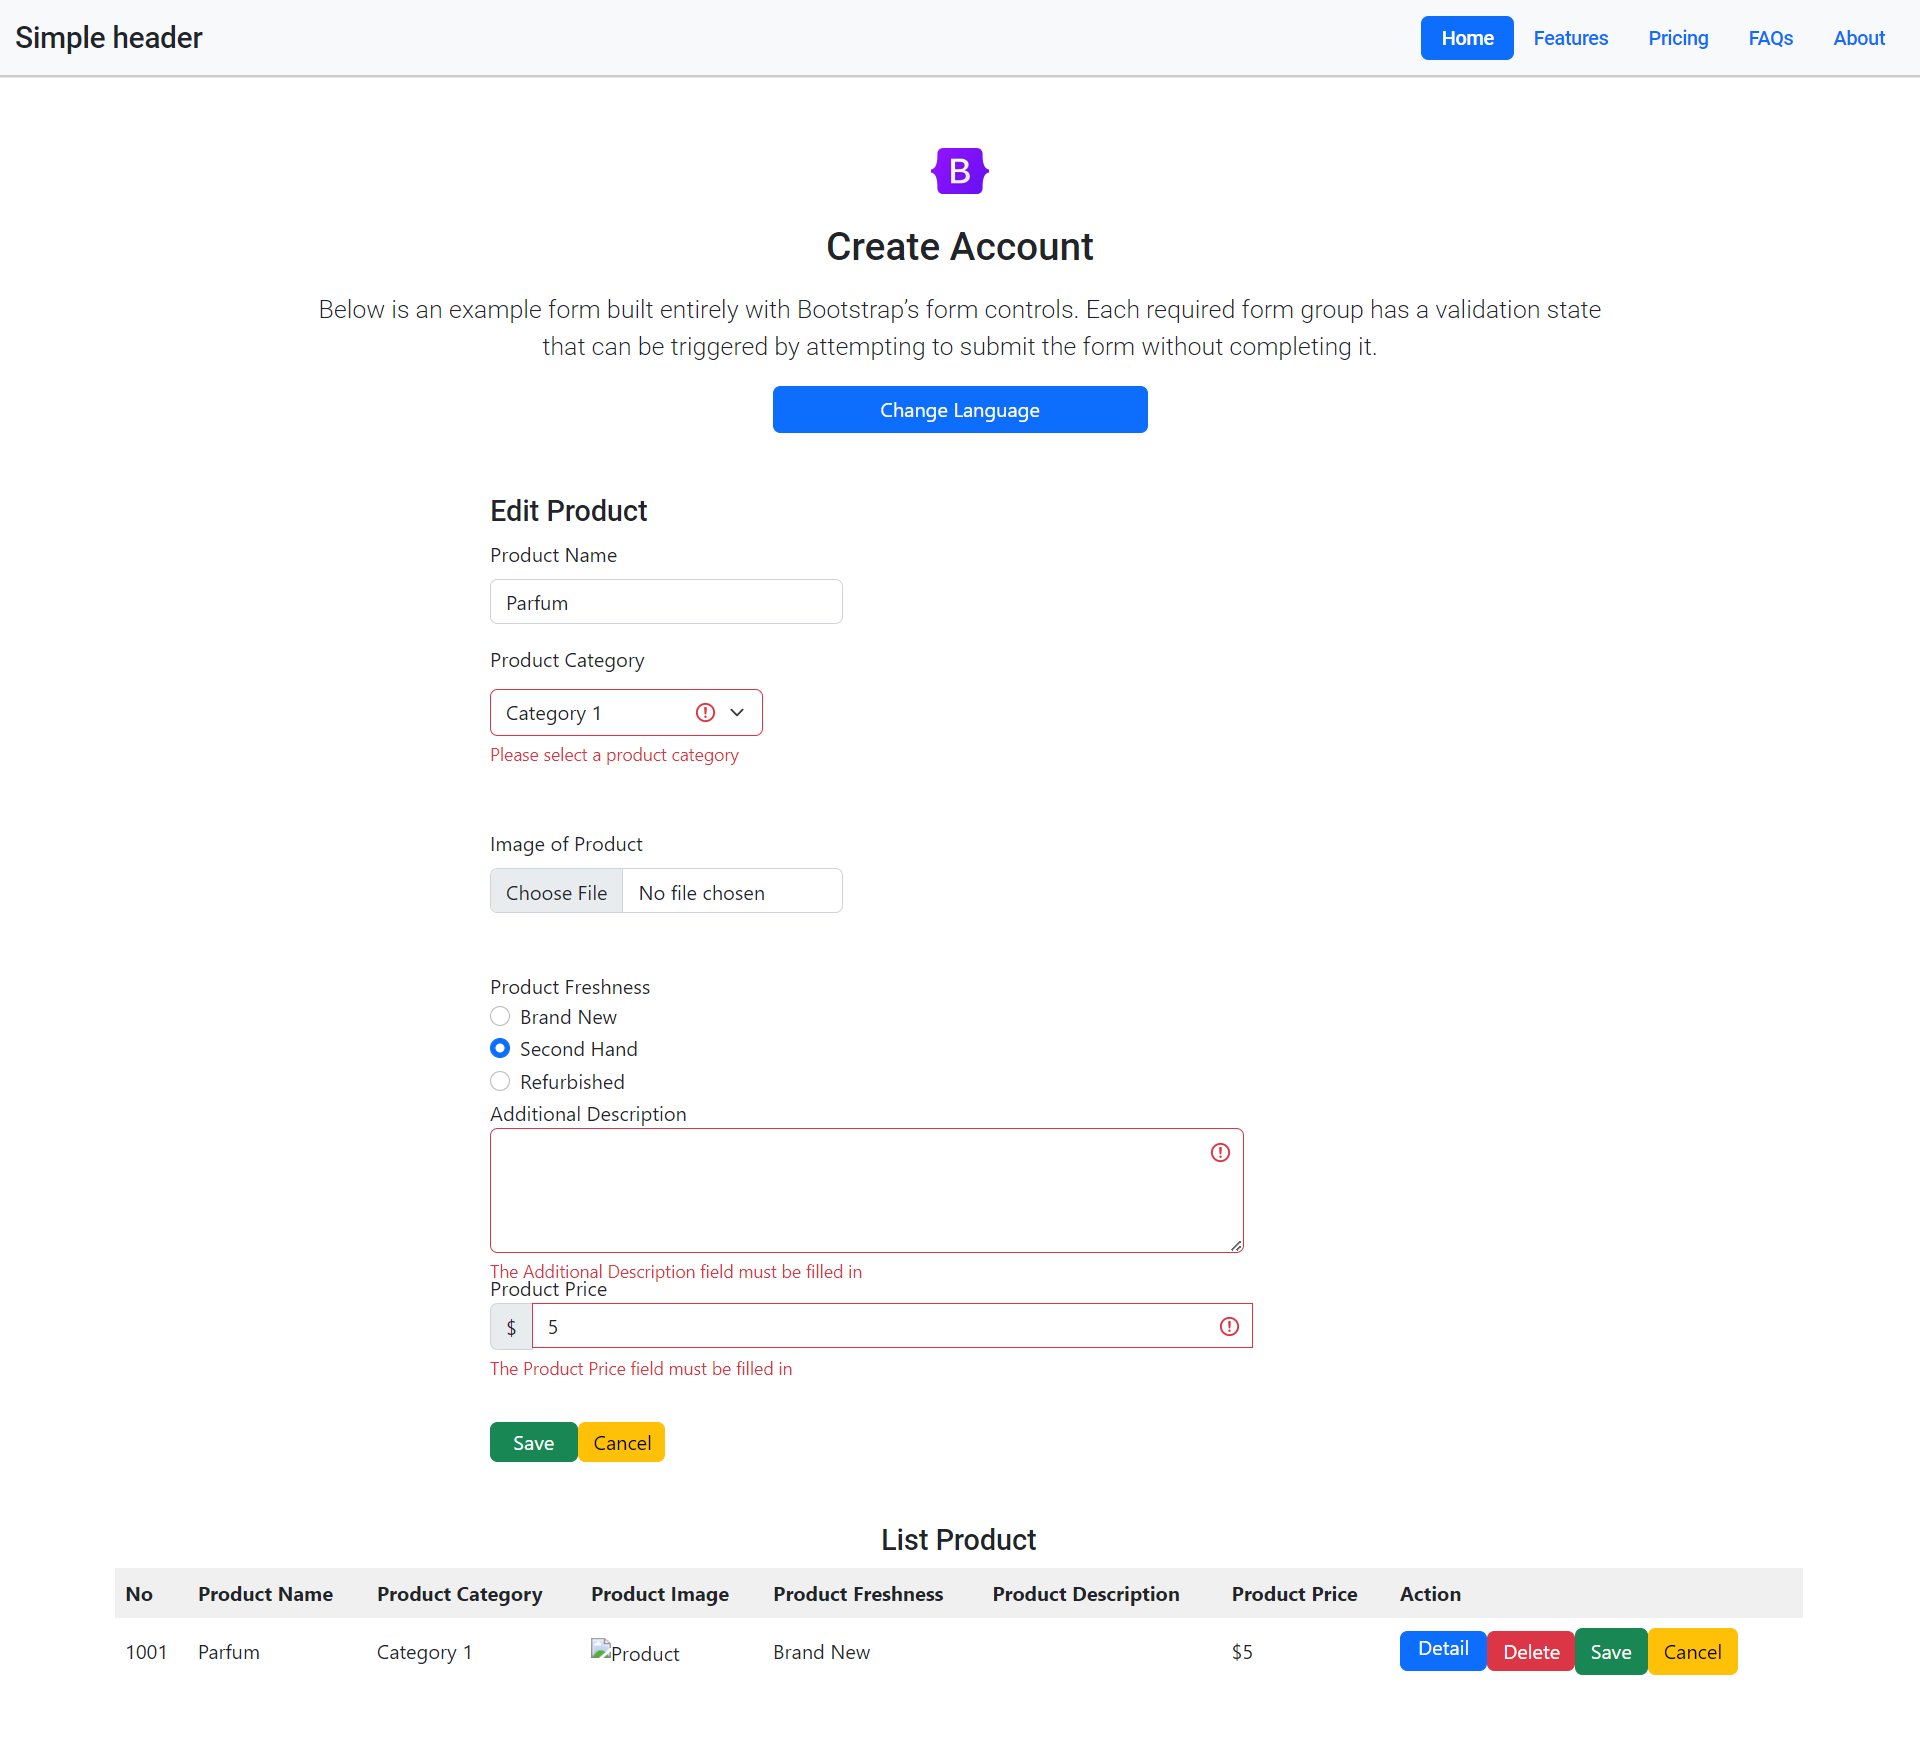 Simple header
Home Features Pricing FAQs About
B
Create Account
Below is an example form built entirely with Bootstrap’s form controls. Each required form group has a validation state
that can be triggered by attempting to submit the form without completing it.
Change Language
Edit Product
Product Name
Parfum
Product Category
Category 1
Please select a product category
Image of Product
Choose File No file chosen
Product Freshness
Brand New
Second Hand
Refurbished
Additional Description
The Additional Description field must be filled in
Product Price
$ 5
The Product Price field must be filled in
Save Cancel
List Product
No Product Name Product Category Product Image Product Freshness Product Description Product Price Action
1001 Parfum Category 1 Product Brand New $5 Detail Delete Save Cancel